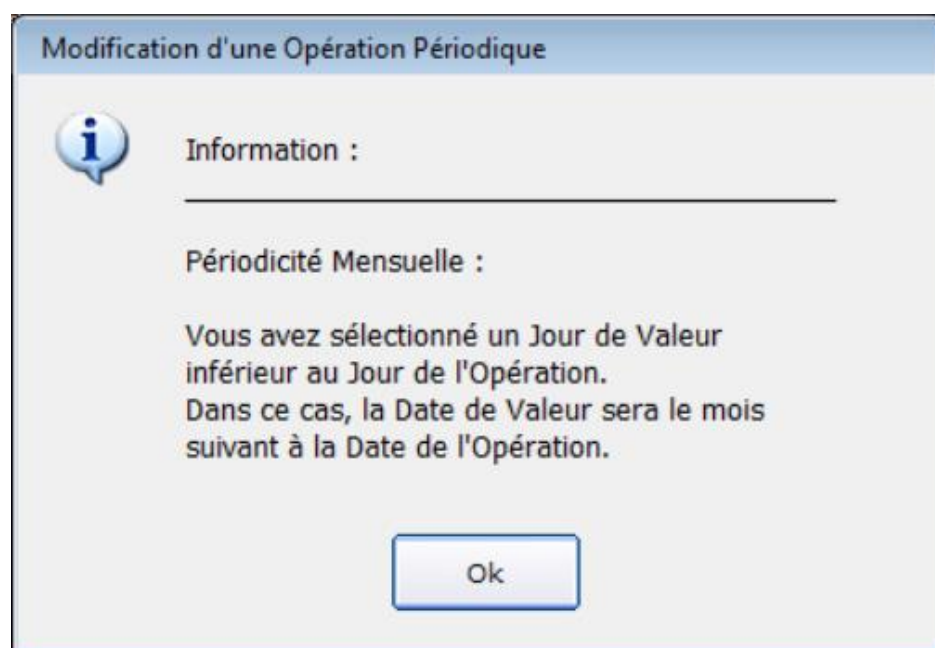 Modification d'une Opération Périodique
Information :
Périodicité Mensuelle :
Vous avez sélectionné un Jour de Valeur
inférieur au Jour de l'Opération.
Dans ce cas, la Date de Valeur sera le mois
suivant à la Date de l'Opération.
Ok